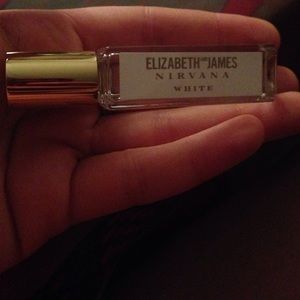 ELIZABETH AND JAMES
NIRVANA
WHITE